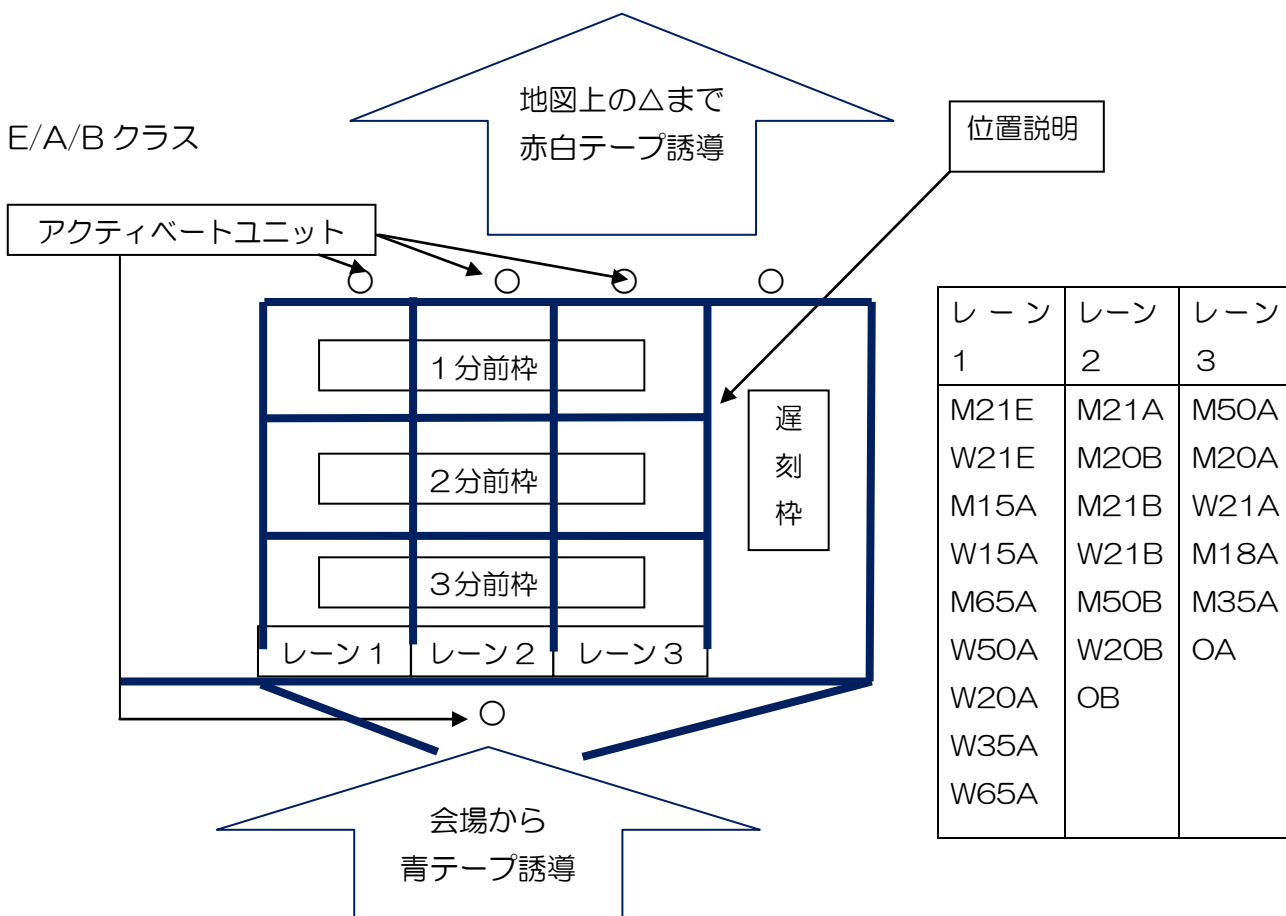 地図上の△まで
赤白テープ誘導
E/A/Bクラス
位置説明
アクティベートユニット
1分前枠
2分前枠
3分前枠
遅
刻
枠
レーン1
レーン2
レーン3
会場から
青テープ誘導
レーン レーン レーン
1 2 3
M21E M21A M50A
W21E M20B M20A
M15A M21B W21A
W15A W21B M18A
M65A M50B M35A
W50A W20B OA
W20A OB
W35A
W65A